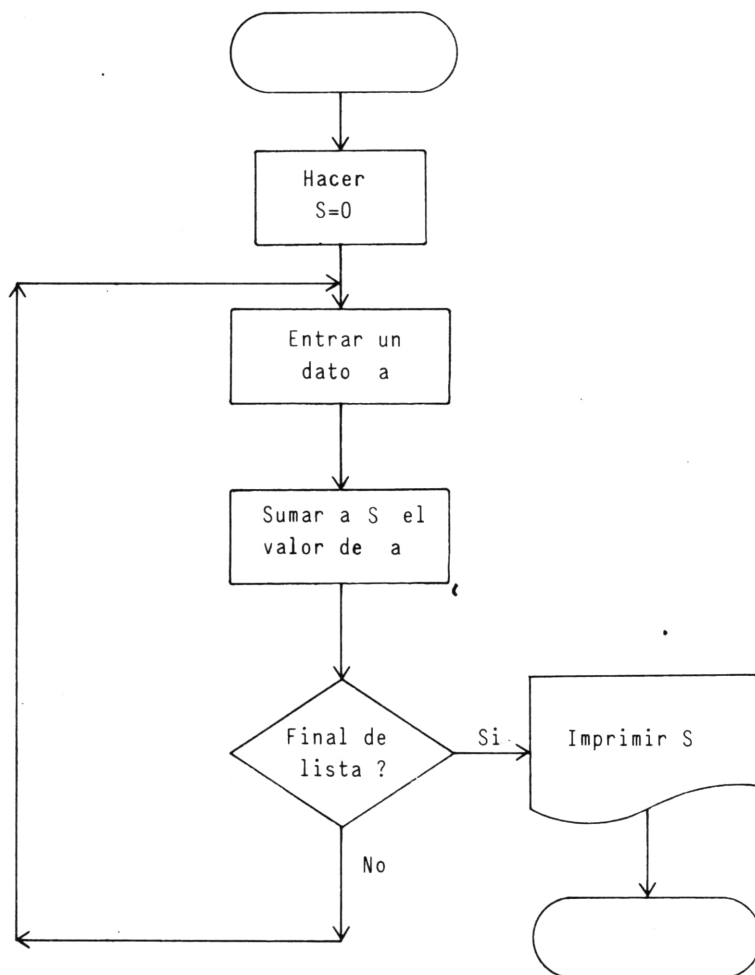 Hacer
S=0
Entrar un
dato a
Sumar a S el
valor de a
Final de
lista ?
Si
Imprimir S
No